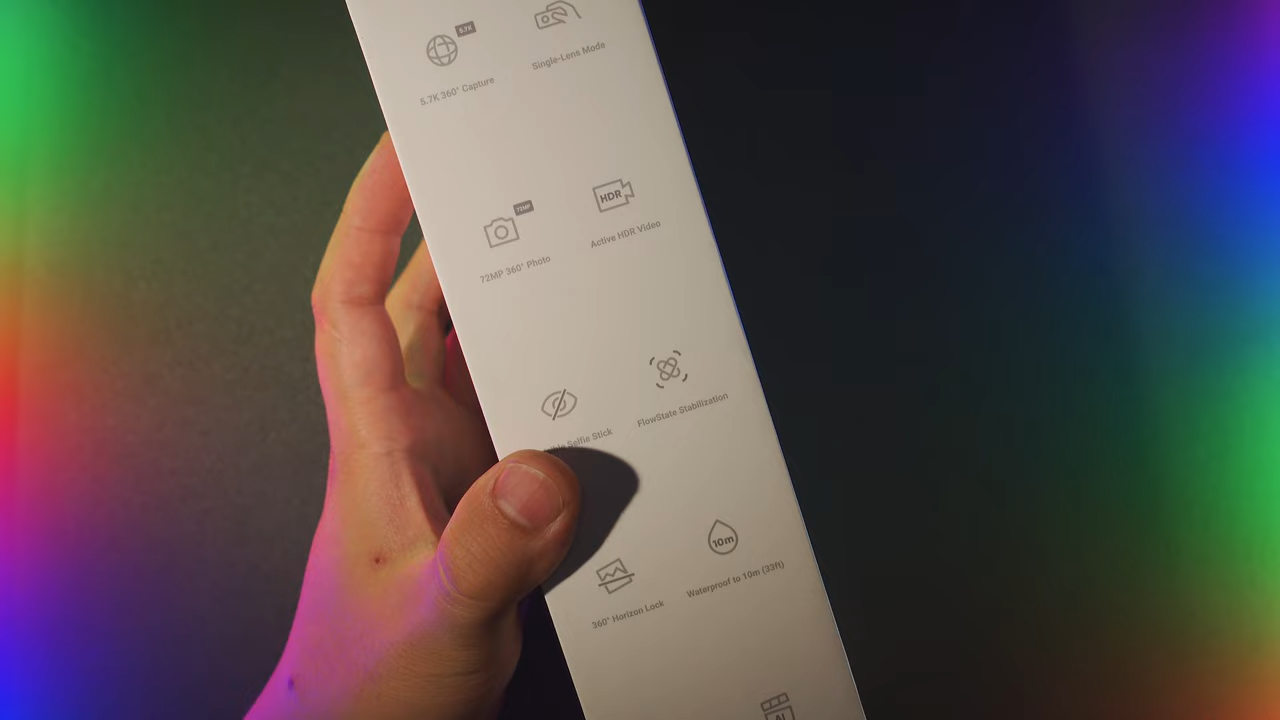 5.7K
5.7K 360° Capture
Single-Lens Mode
72MP
72MP 360° Photo
HDR
Active HDR Video
Selfie Stick
FlowState Stabilization
360° Horizon Lock
10m
Waterproof to 10m (33ft)
AI